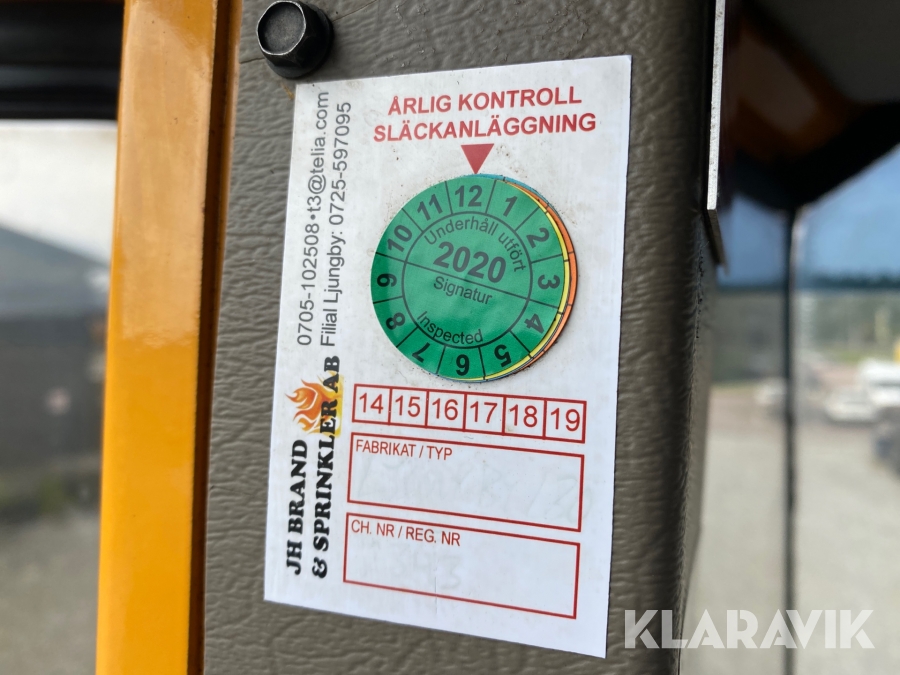 ÅRLIG KONTROLL
SLÄCKANLÄGGNING
12 1 2 3 4 5 6 7 8 9 10 11
Underhåll utfört
2020
Signatur
Inspected
14 15 16 17 18 19
FABRIKAT / TYP
CH. NR / REG. NR
JH BRAND
& SPRINKLER AB
0705-102508•t3@telia.com
Filial Ljungby: 0725-597095
KLARAVIK